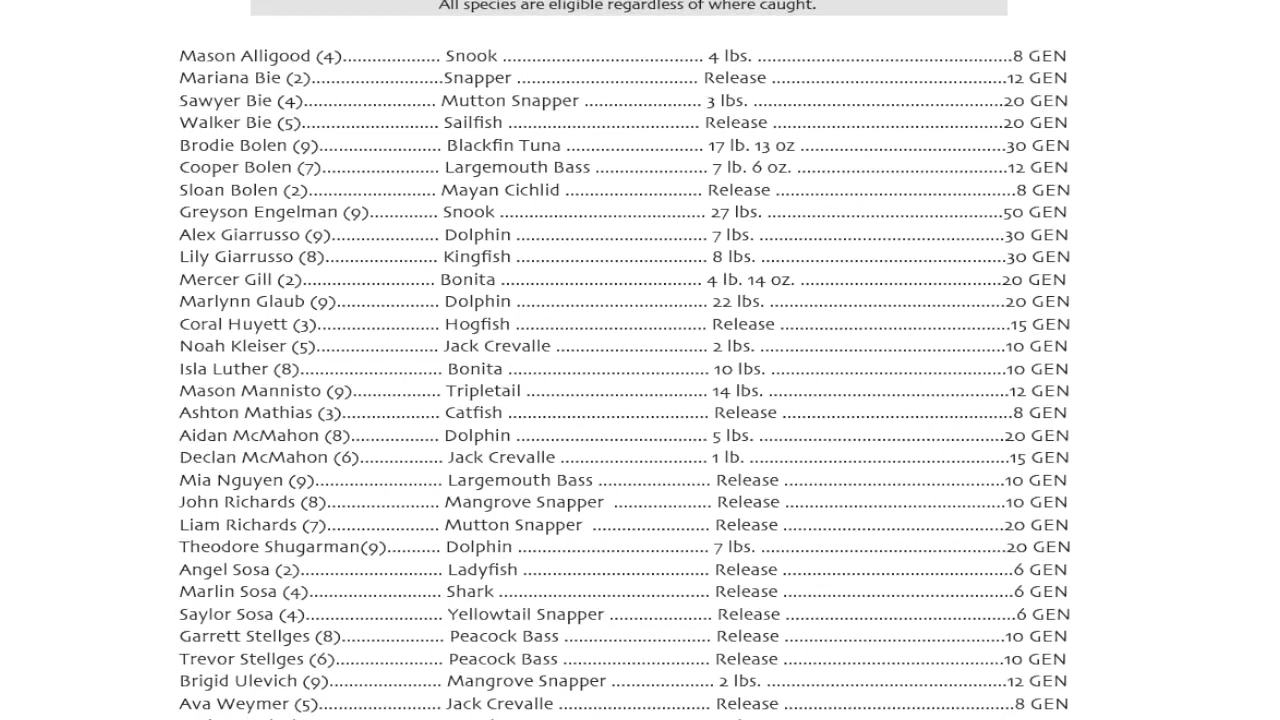 All species are eligible regardless of where caught.
Mason Alligood (4)..................... Snook ........................................... 4 lbs. ......................................................8 GEN
Mariana Bie (2)............................Snapper ....................................... Release ..................................................12 GEN
Sawyer Bie (4)............................ Mutton Snapper ......................... 3 lbs. .....................................................20 GEN
Walker Bie (5)............................. Sailfish ......................................... Release ..................................................20 GEN
Brodie Bolen (9).......................... Blackfin Tuna .............................. 17 lb. 13 oz ............................................30 GEN
Cooper Bolen (7)......................... Largemouth Bass ....................... 7 lb. 6 oz. .............................................12 GEN
Sloan Bolen (2)........................... Mayan Cichlid ............................. Release ...................................................8 GEN
Greyson Engelman (9)............... Snook ............................................ 27 lbs. ...................................................50 GEN
Alex Giarrusso (9)....................... Dolphin ......................................... 7 lbs. .....................................................30 GEN
Lily Giarrusso (8)......................... Kingfish ........................................ 8 lbs. ......................................................30 GEN
Mercer Gill (2)............................. Bonita ........................................... 4 lb. 14 oz. ...........................................20 GEN
Marlynn Glaub (9)...................... Dolphin ......................................... 22 lbs. ...................................................20 GEN
Coral Huyett (3).......................... Hogfish ......................................... Release ..................................................15 GEN
Noah Kleiser (5).......................... Jack Crevalle ................................ 2 lbs. .....................................................10 GEN
Isla Luther (8).............................. Bonita ........................................... 10 lbs. ...................................................10 GEN
Mason Mannisto (9)................... Tripletail ....................................... 14 lbs. ....................................................12 GEN
Ashton Mathias (3)..................... Catfish .......................................... Release ..................................................8 GEN
Aidan McMahon (8).................... Dolphin ......................................... 5 lbs. .....................................................20 GEN
Declan McMahon (6)................. Jack Crevalle ................................ 1 lb. ........................................................15 GEN
Mia Nguyen (9)........................... Largemouth Bass ........................ Release .................................................10 GEN
John Richards (8)........................ Mangrove Snapper .................... Release .................................................10 GEN
Liam Richards (7)........................ Mutton Snapper ........................ Release ................................................20 GEN
Theodore Shugarman(9)........... Dolphin ......................................... 7 lbs. .....................................................20 GEN
Angel Sosa (2)............................. Ladyfish ........................................ Release ..................................................6 GEN
Marlin Sosa (4)............................ Shark ............................................. Release ..................................................6 GEN
Saylor Sosa (4)............................ Yellowtail Snapper ...................... Release ...................................................6 GEN
Garrett Stellges (8)...................... Peacock Bass ............................... Release .................................................10 GEN
Trevor Stellges (6)....................... Peacock Bass ............................... Release ................................................10 GEN
Brigid Ulevich (9)........................ Mangrove Snapper ...................... 2 lbs. .....................................................12 GEN
Ava Weymer (5).......................... Jack Crevalle ................................ Release ...................................................8 GEN